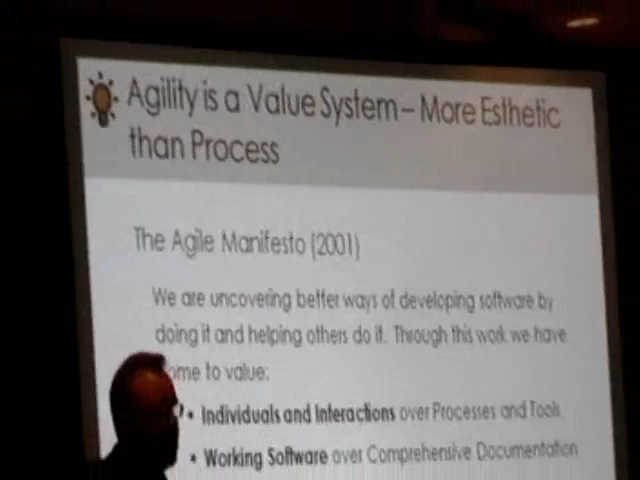 Agility is a Value System – More Esthetic
than Process
The Agile Manifesto (2001)
We are uncovering better ways of developing software by
doing it and helping others do it. Through this work we have
ome to value:
• Individuals and Interactions over Processes and Tools
• Working Software over Comprehensive Documentation